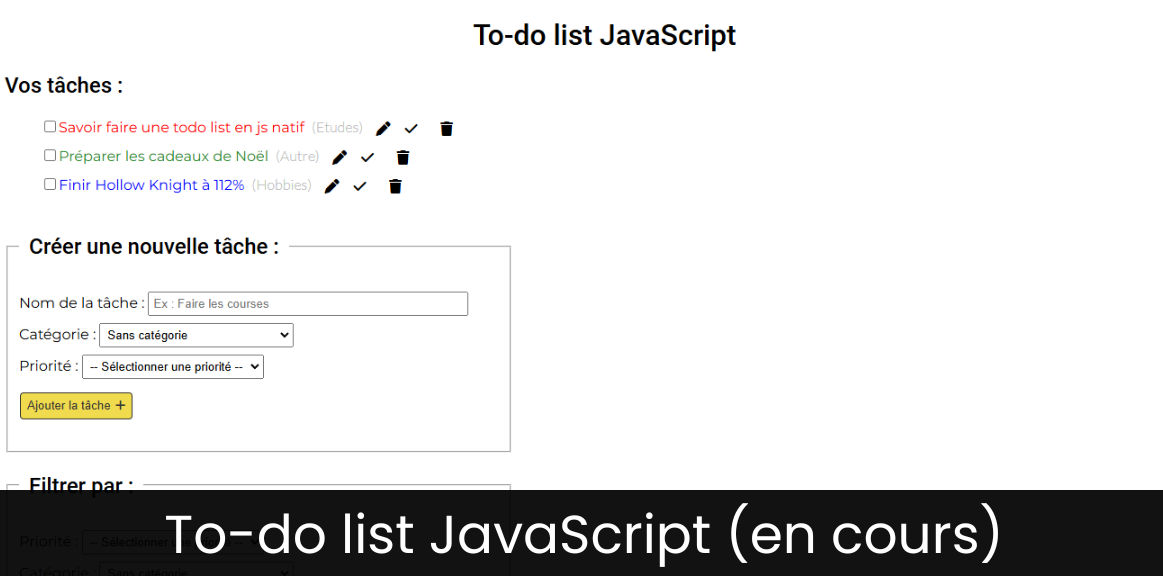 To-do list JavaScript
Vos tâches :
Savoir faire une todo list en js natif (Etudes)
Préparer les cadeaux de Noël (Autre)
Finir Hollow Knight à 112% (Hobbies)
Créer une nouvelle tâche :
Nom de la tâche : Ex : Faire les courses
Catégorie : Sans catégorie
Priorité : -- Sélectionner une priorité --
Ajouter la tâche +
Filtrer par :
Priorité : -- Sélectionner une priorité --
To-do list JavaScript (en cours)
Catégorie : Sans catégorie